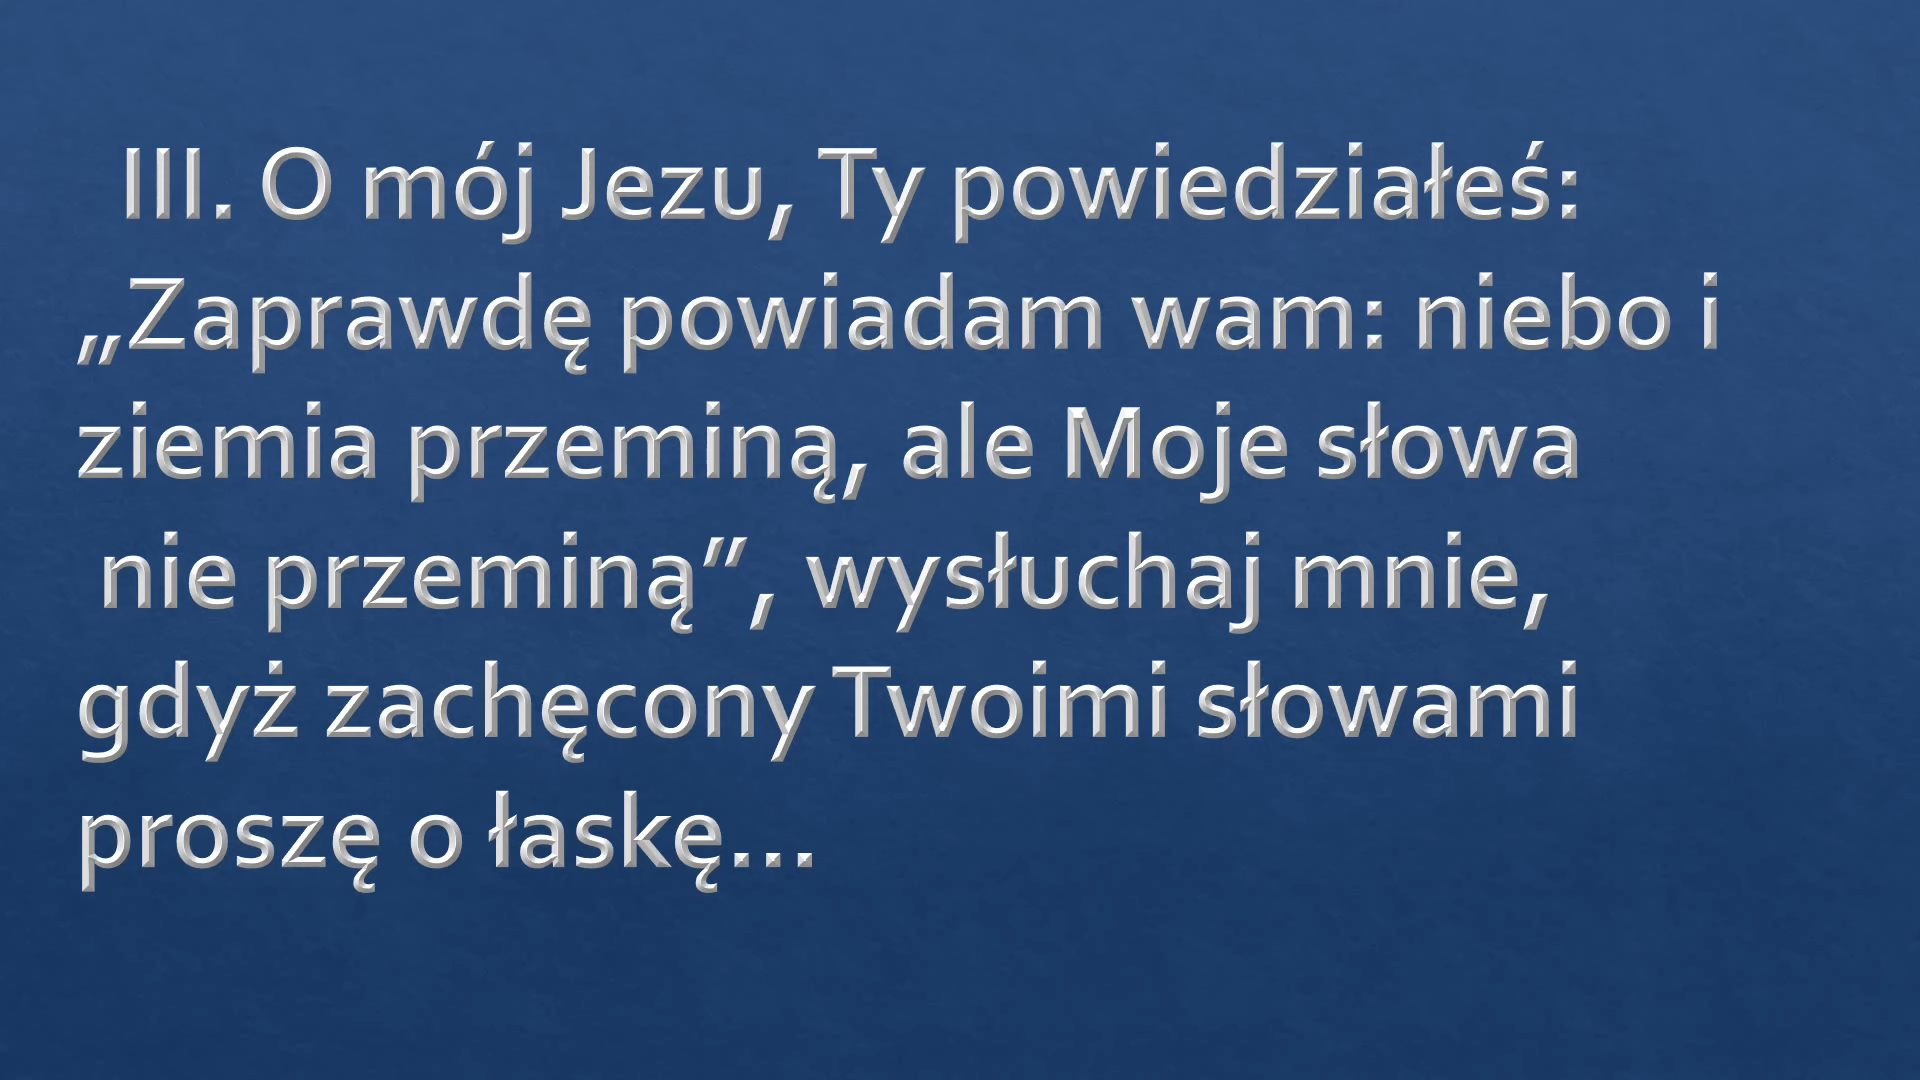 III. O mój Jezu, Ty powiedziałeś:
„Zaprawdę powiadam wam: niebo i
ziemia przeminą, ale Moje słowa
nie przeminą”, wysłuchaj mnie,
gdyż zachęcony Twoimi słowami
proszę o łaskę…